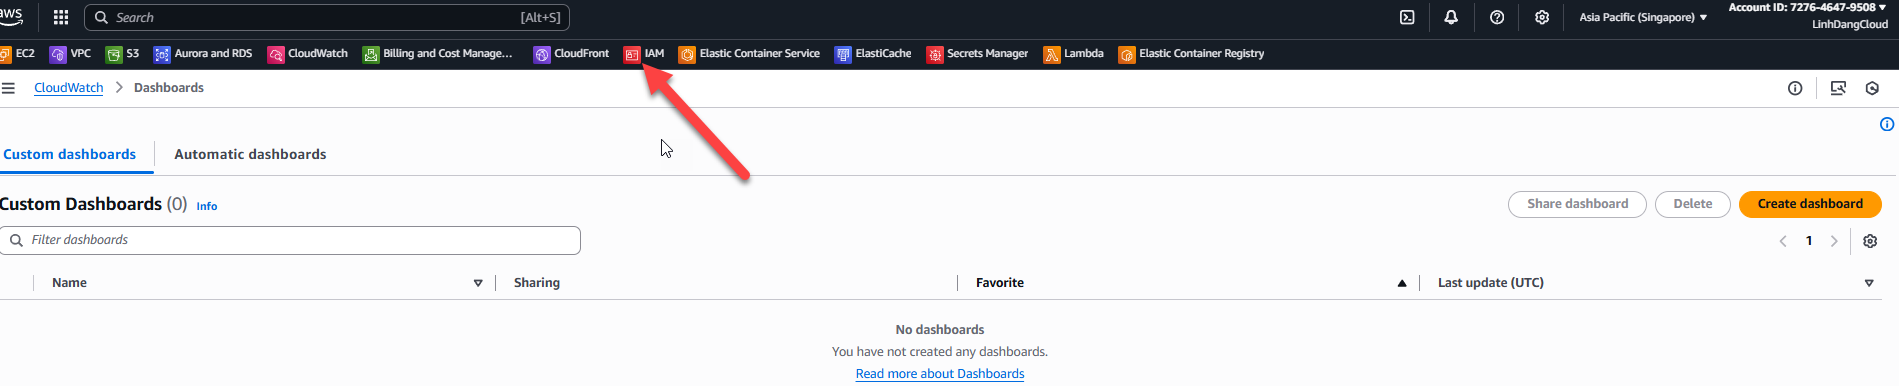 aws Search [Alt+S] Asia Pacific (Singapore) Account ID: 7276-4647-9508
LinhDangCloud
EC2 VPC S3 Aurora and RDS CloudWatch Billing and Cost Manage... CloudFront IAM Elastic Container Service ElastiCache Secrets Manager Lambda Elastic Container Registry
CloudWatch Dashboards
Custom dashboards Automatic dashboards
Custom Dashboards (0) Info Share dashboard Delete Create dashboard
Filter dashboards 1
Name Sharing Favorite Last update (UTC)
No dashboards
You have not created any dashboards.
Read more about Dashboards